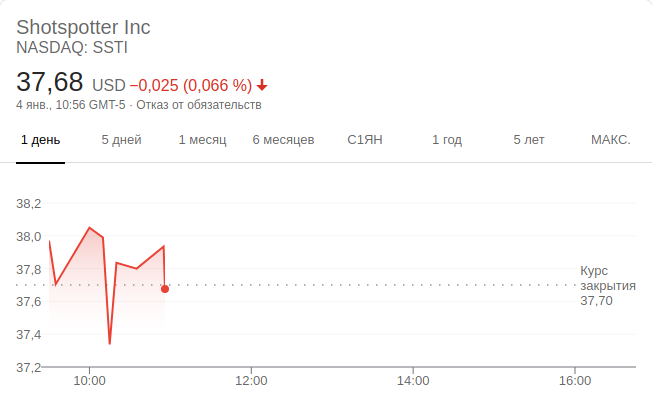 Shotspotter Inc
NASDAQ: SSTI
37,68 USD −0,025 (0,066 %)
4 янв., 10:56 GMT-5 · Отказ от обязательств
1 день 5 дней 1 месяц 6 месяцев С1ЯН 1 год 5 лет МАКС.
38,2
38,0
37,8
37,6
37,4
37,2
Курс
закрытия
37,70
10:00 12:00 14:00 16:00